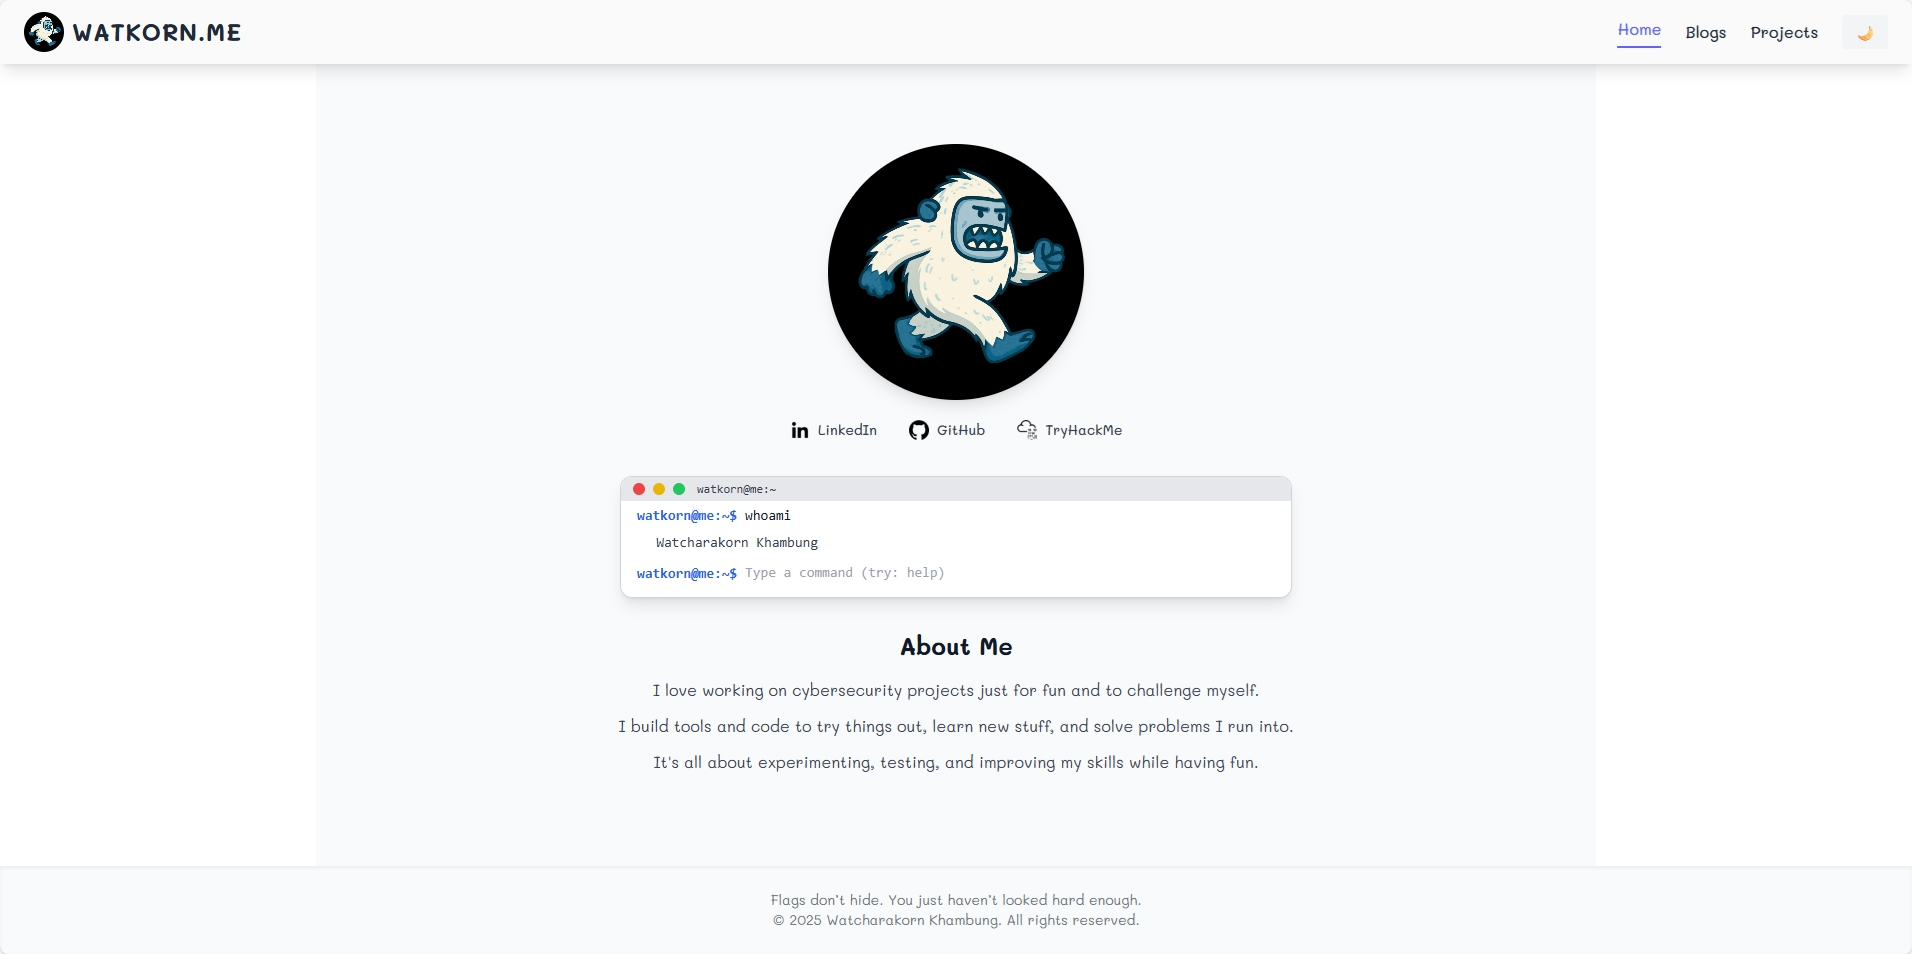 WATKORN.ME
Home Blogs Projects
LinkedIn GitHub TryHackMe
watkorn@me:~
watkorn@me:~$ whoami
Watcharakorn Khambung
watkorn@me:~$ Type a command (try: help)
About Me
I love working on cybersecurity projects just for fun and to challenge myself.
I build tools and code to try things out, learn new stuff, and solve problems I run into.
It's all about experimenting, testing, and improving my skills while having fun.
Flags don’t hide. You just haven’t looked hard enough.
© 2025 Watcharakorn Khambung. All rights reserved.